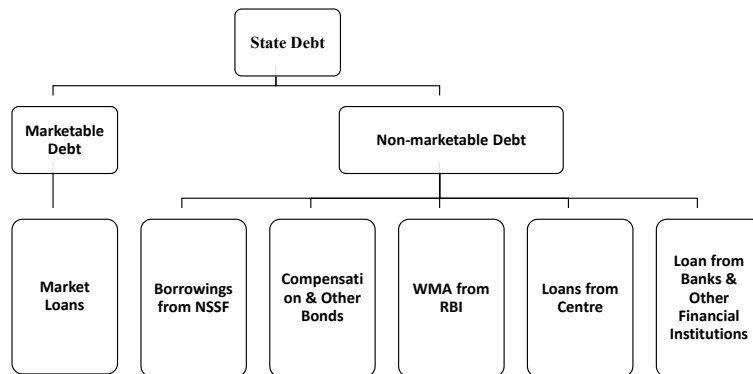 State Debt
Marketable
Debt
Non-marketable Debt
Market
Loans
Borrowings
from NSSF
Compensati
on & Other
Bonds
WMA from
RBI
Loans from
Centre
Loan from
Banks &
Other
Financial
Institutions